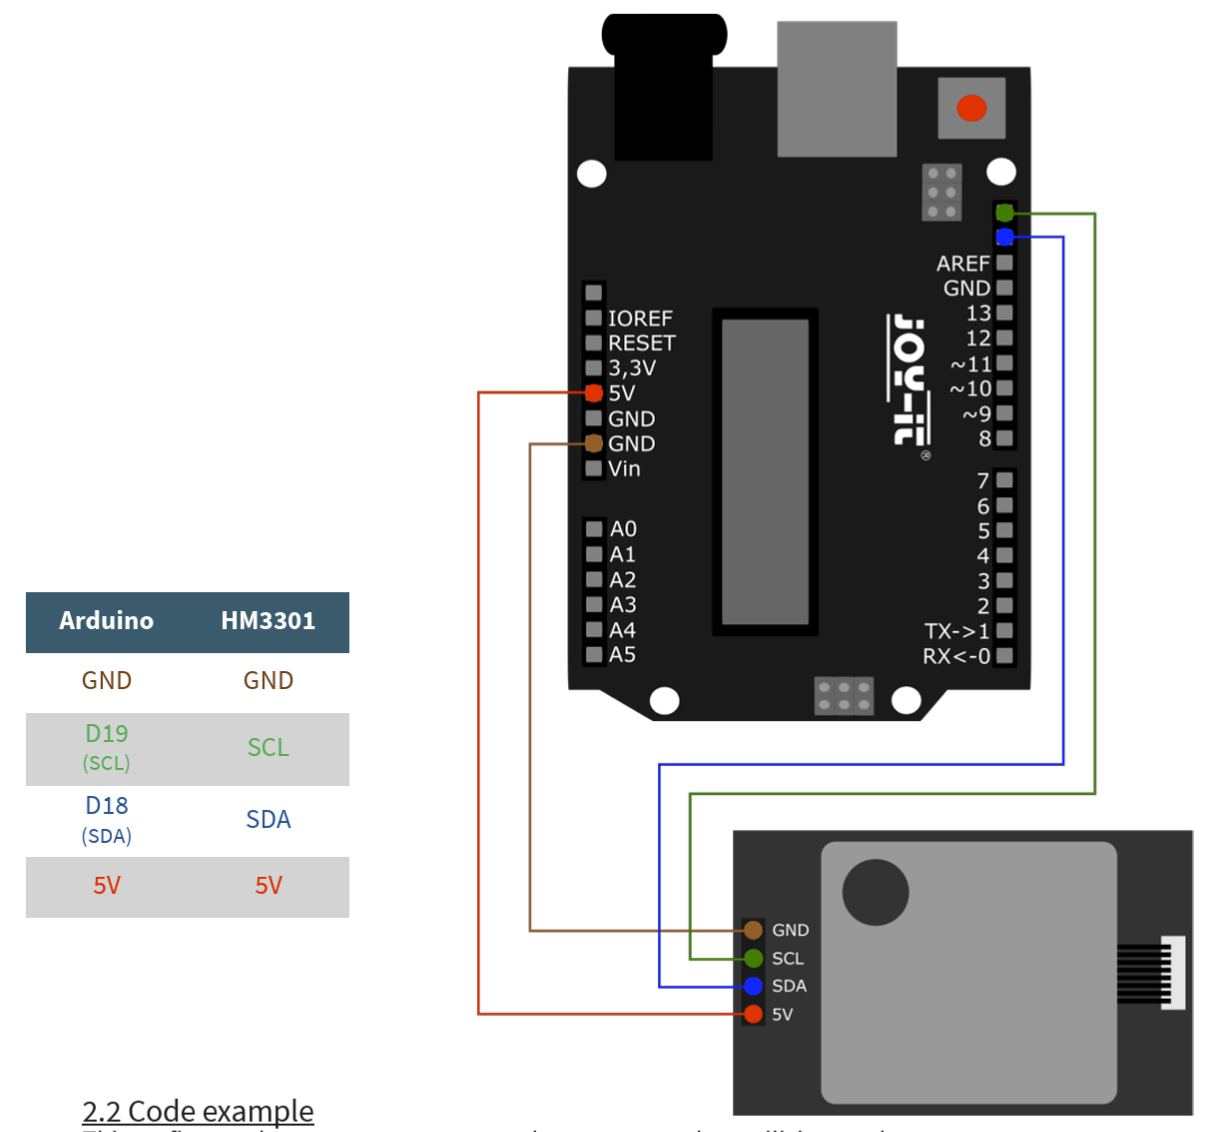 AREF
GND
13
12
~11
~10
~9
8
IOREF
RESET
3,3V
5V
GND
GND
Vin
JOY-iT
®
7
6
5
4
3
2
TX->1
RX<-0
A0
A1
A2
A3
A4
A5
Arduino HM3301
GND GND
D19
(SCL) SCL
D18
(SDA) SDA
5V 5V
GND
SCL
SDA
5V
2.2 Code example